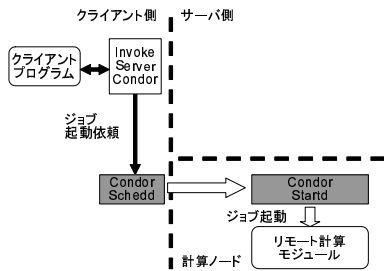 クライアント側
サーバ側
クライアント
プログラム
Invoke
Server
Condor
ジョブ
起動依頼
Condor
Schedd
Condor
Startd
ジョブ起動
リモート計算
モジュール
計算ノード